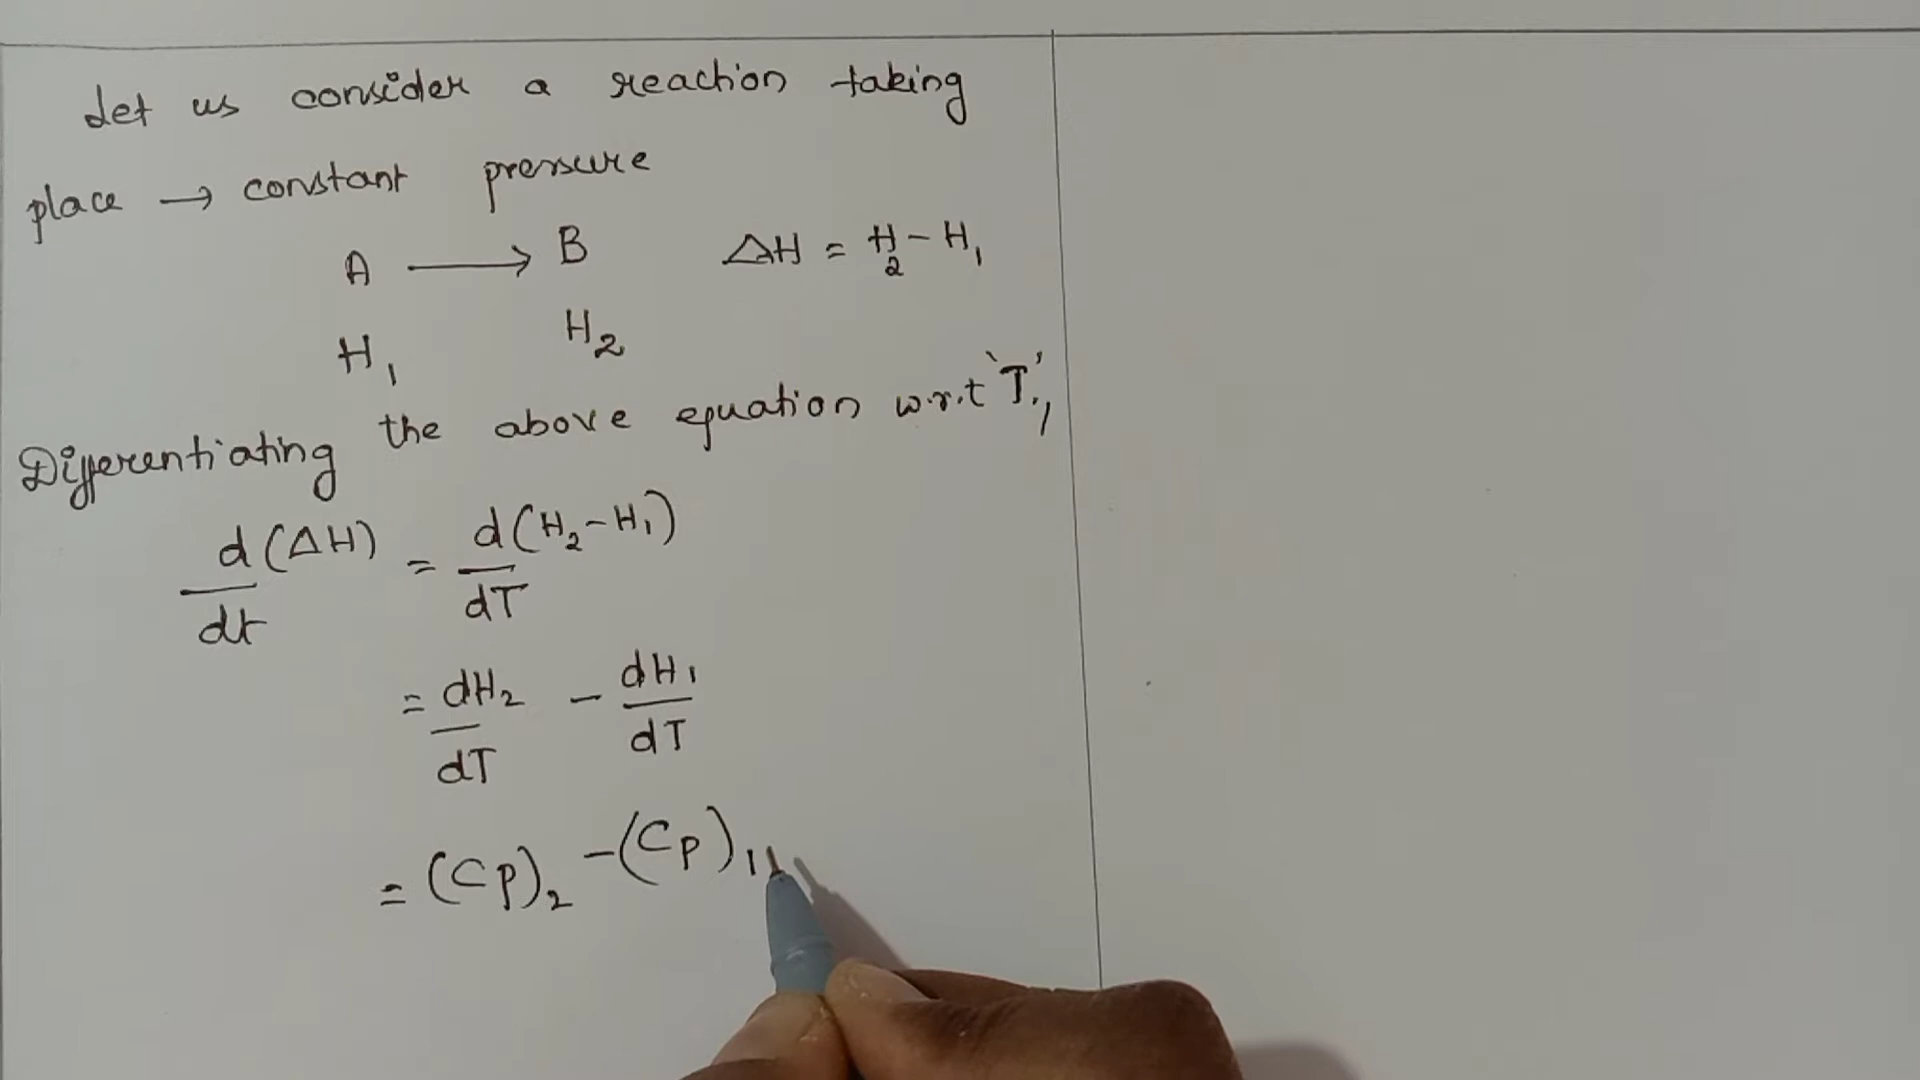 Let us consider a reaction taking
place → constant pressure
A ⟶ B ΔH = H₂ - H₁
H₁ H₂
Differentiating the above equation w.r.t 'T',
d(ΔH)/dt = d(H₂-H₁)/dT
= dH₂/dT - dH₁/dT
= (Cp)₂ - (Cp)₁